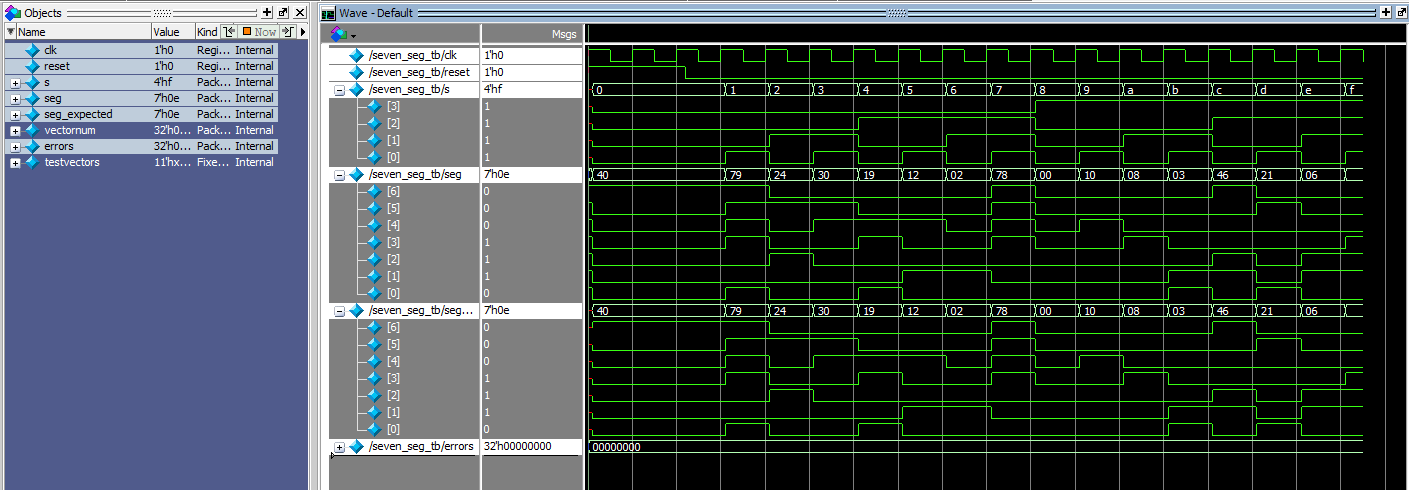 Objects
Wave - Default
Name Value Kind Now
clk 1'h0 Regi... Internal
reset 1'h0 Regi... Internal
s 4'hf Pack... Internal
seg 7'h0e Pack... Internal
seg_expected 7'h0e Pack... Internal
vectornum 32'h0... Pack... Internal
errors 32'h0... Pack... Internal
testvectors 11'hx... Fixe... Internal
Msgs
/seven_seg_tb/clk 1'h0
/seven_seg_tb/reset 1'h0
/seven_seg_tb/s 4'hf 0 1 2 3 4 5 6 7 8 9 a b c d e f
[3] 1
[2] 1
[1] 1
[0] 1
/seven_seg_tb/seg 7'h0e 40 79 24 30 19 12 02 78 00 10 08 03 46 21 06
[6] 0
[5] 0
[4] 0
[3] 1
[2] 1
[1] 1
[0] 0
/seven_seg_tb/seg... 7'h0e 40 79 24 30 19 12 02 78 00 10 08 03 46 21 06
[6] 0
[5] 0
[4] 0
[3] 1
[2] 1
[1] 1
[0] 0
/seven_seg_tb/errors 32'h00000000 00000000